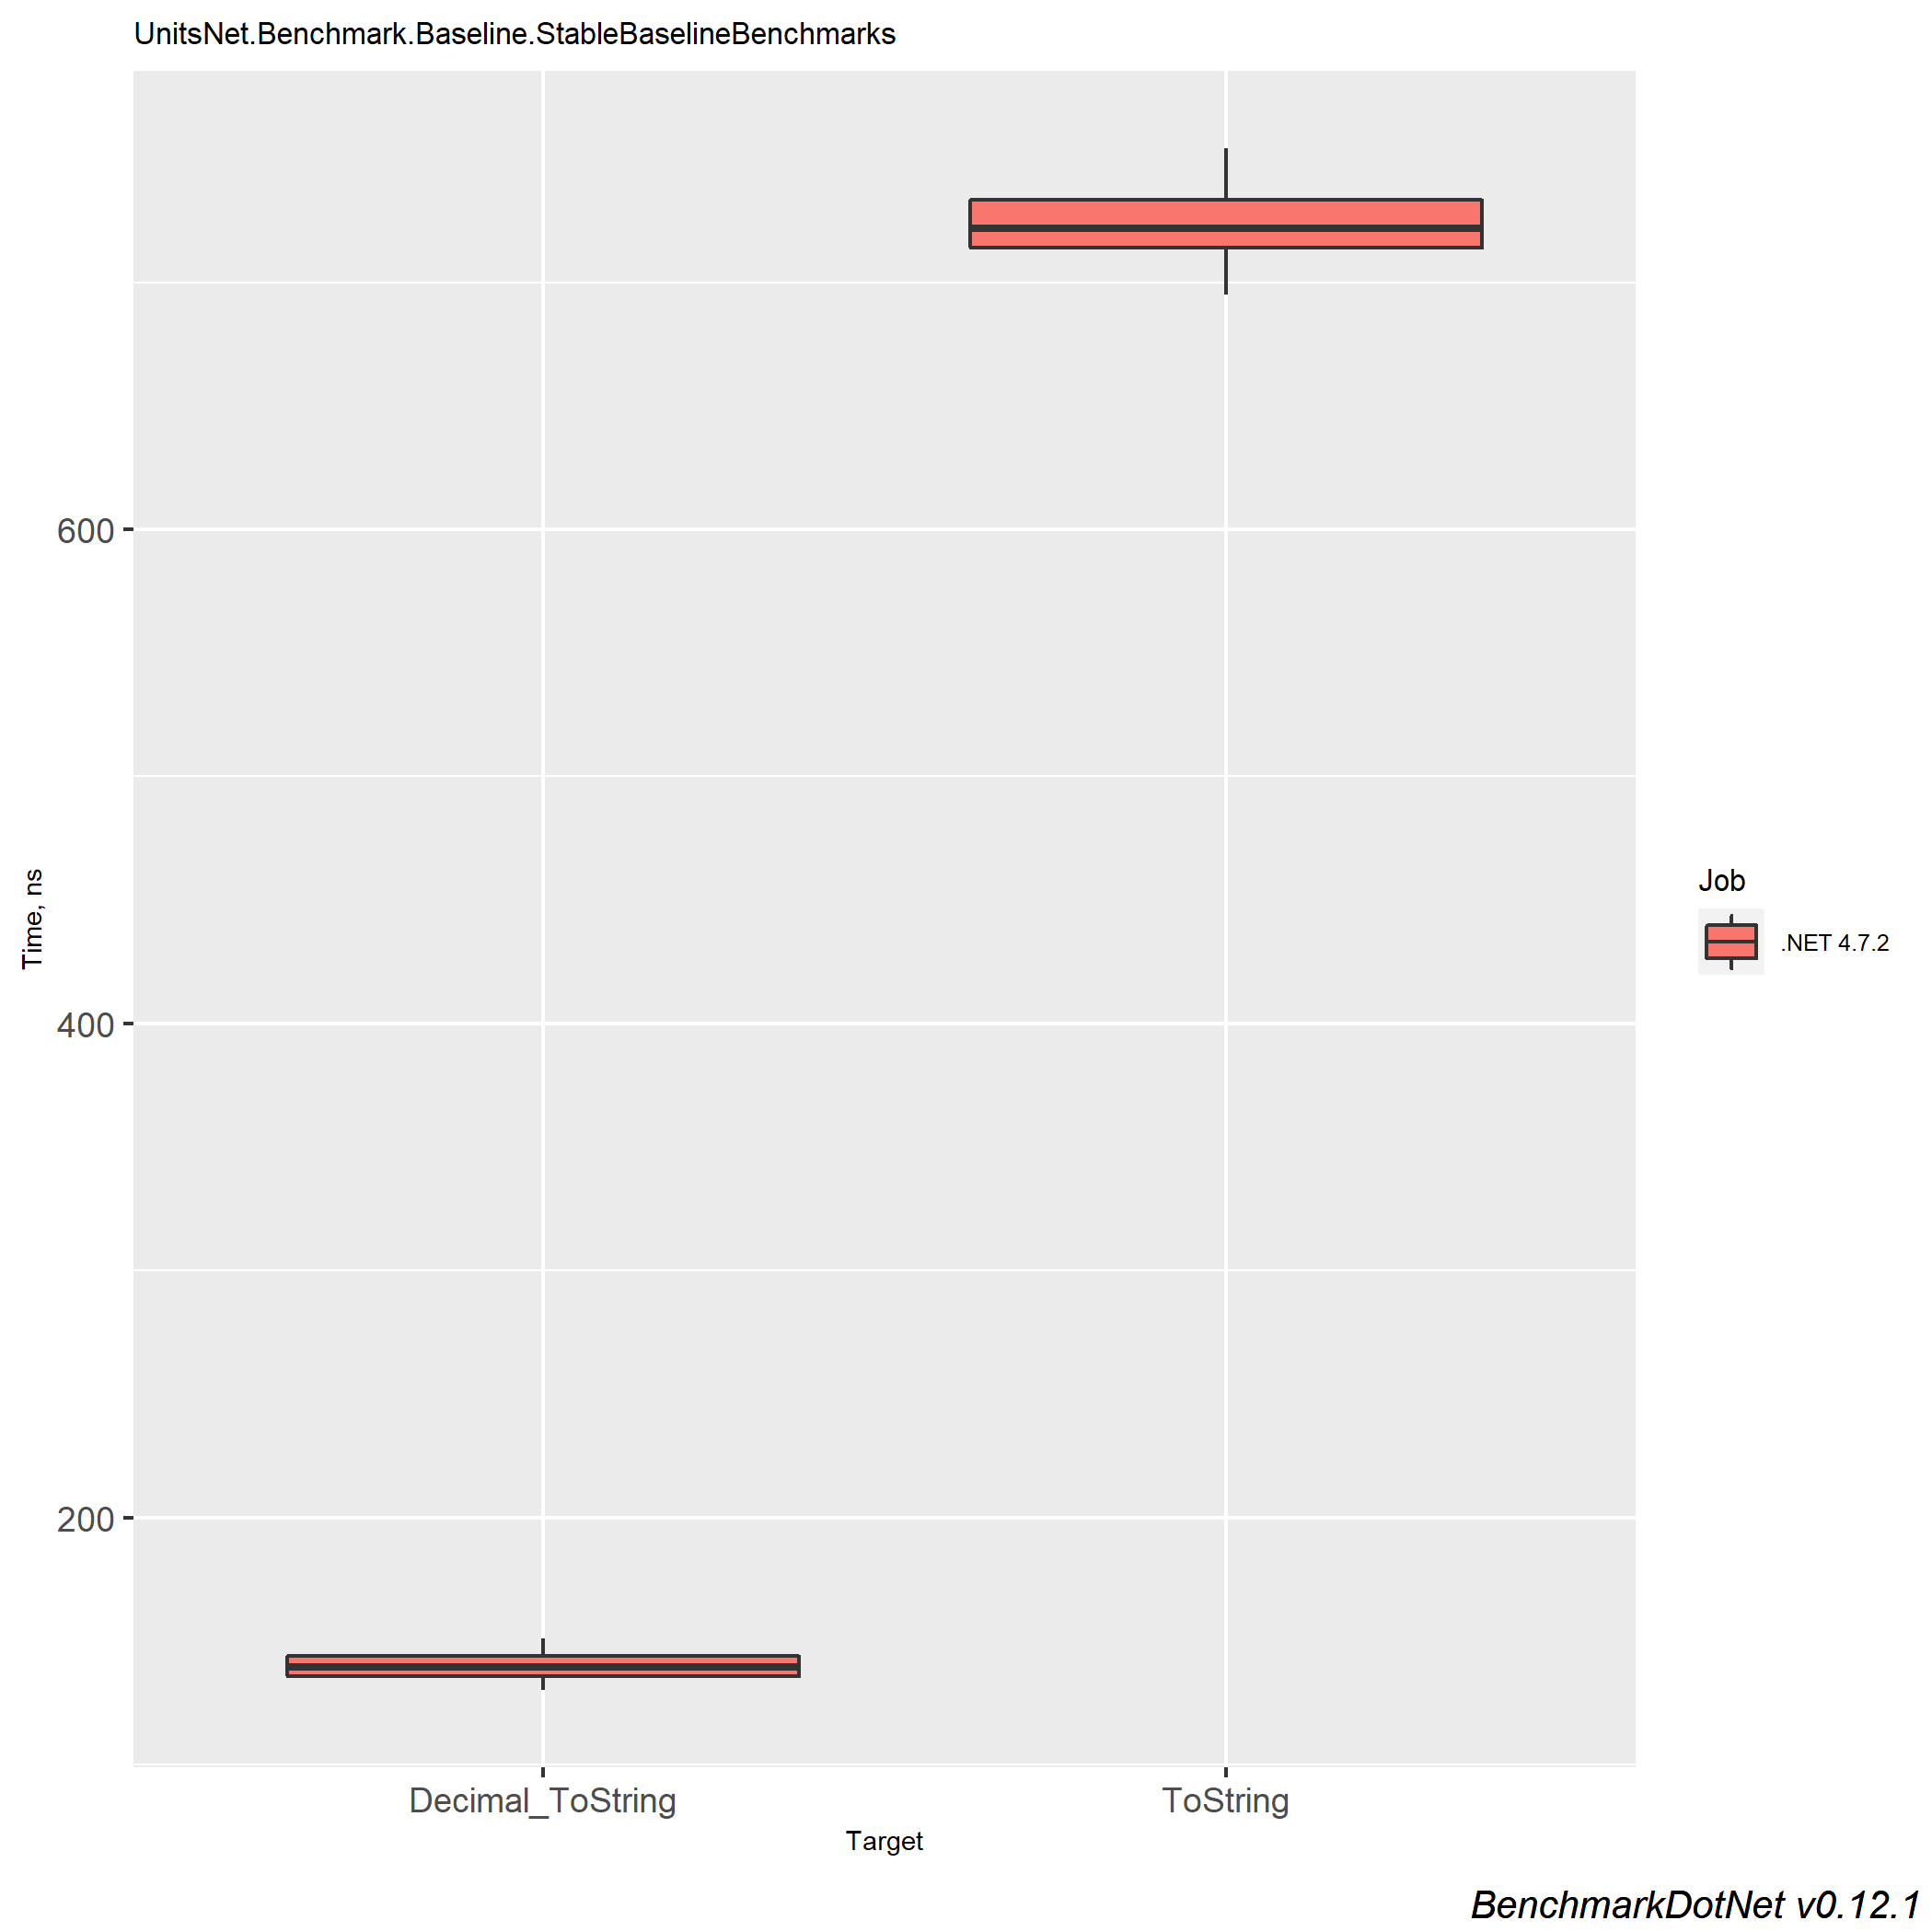 UnitsNet.Benchmark.Baseline.StableBaselineBenchmarks
Time, ns
600
400
200
Decimal_ToString
ToString
Target
Job
.NET 4.7.2
BenchmarkDotNet v0.12.1